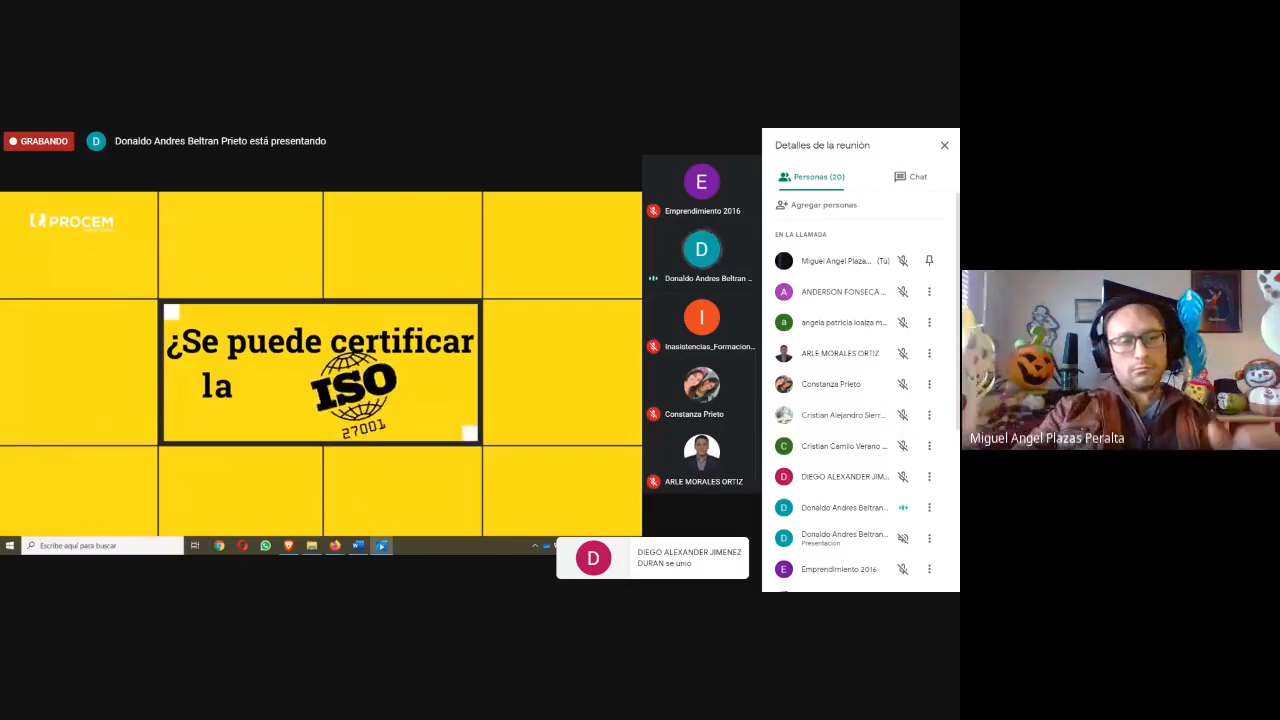 GRABANDO
D
Donaldo Andres Beltran Prieto está presentando
PROCEM
¿Se puede certificar
la
ISO
27001
Escribe aquí para buscar
E
Emprendimiento 2016
D
Donaldo Andres Beltran ...
I
Inasistencias_Formacion...
Constanza Prieto
ARLE MORALES ORTIZ
D
DIEGO ALEXANDER JIMENEZ
DURAN se unió
Detalles de la reunión
Personas (20)
Chat
Agregar personas
EN LA LLAMADA
Miguel Angel Plaza... (Tú)
A
ANDERSON FONSECA ...
a
angela patricia loaiza m...
ARLE MORALES ORTIZ
Constanza Prieto
Cristian Alejandro Sierr...
C
Cristian Camilo Verano ...
D
DIEGO ALEXANDER JIM...
D
Donaldo Andres Beltran...
D
Donaldo Andres Beltran...
Presentación
E
Emprendimiento 2016
Miguel Angel Plazas Peralta